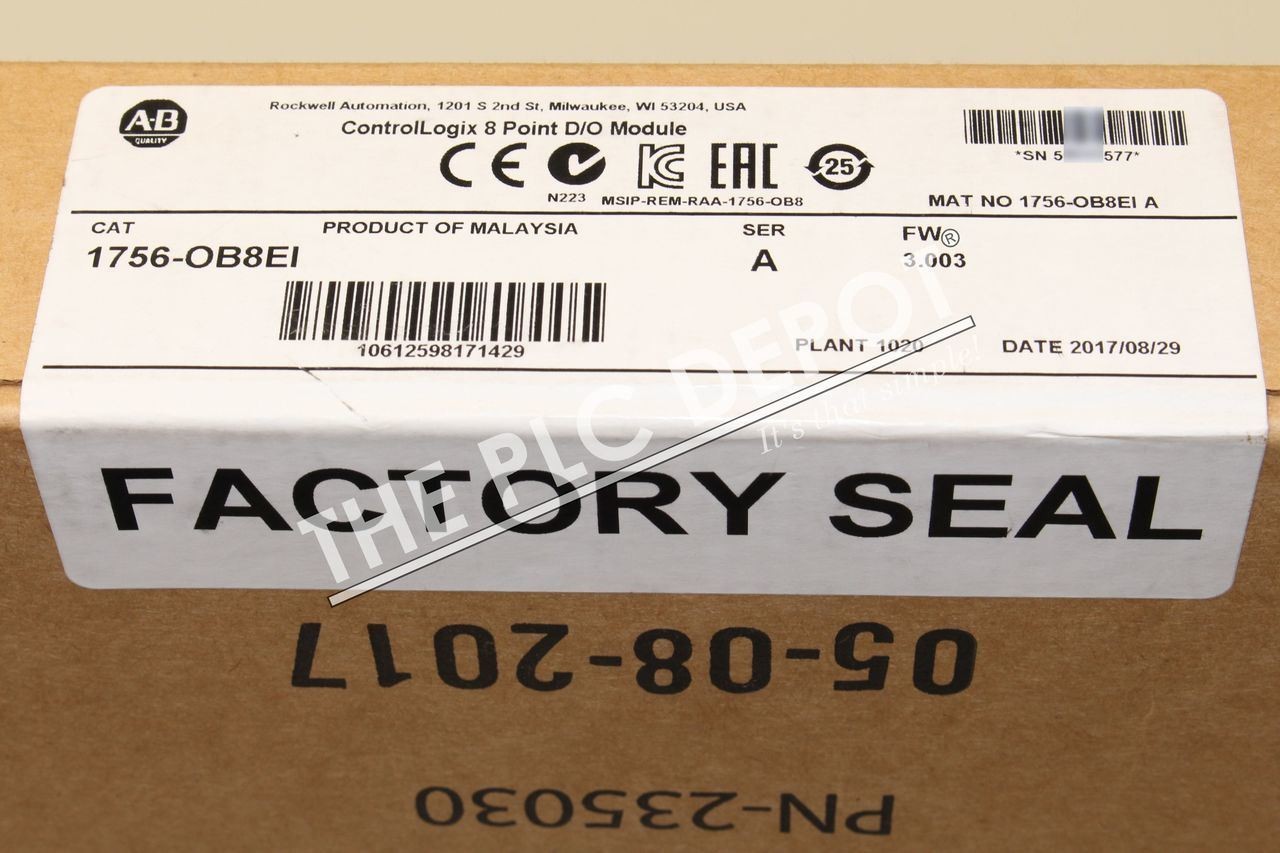 A·B
QUALITY
Rockwell Automation, 1201 S 2nd St, Milwaukee, WI 53204, USA
ControlLogix 8 Point D/O Module
CE
EAC
25
N223 MSIP-REM-RAA-1756-OB8
*SN 5 577*
MAT NO 1756-OB8EI A
CAT PRODUCT OF MALAYSIA SER FW
1756-OB8EI A 3.003
10612598171429
PLANT 1020 DATE 2017/08/29
THE PLC DEPOT®
It's that simple!
FACTORY SEAL
05-08-2017
PN-235030